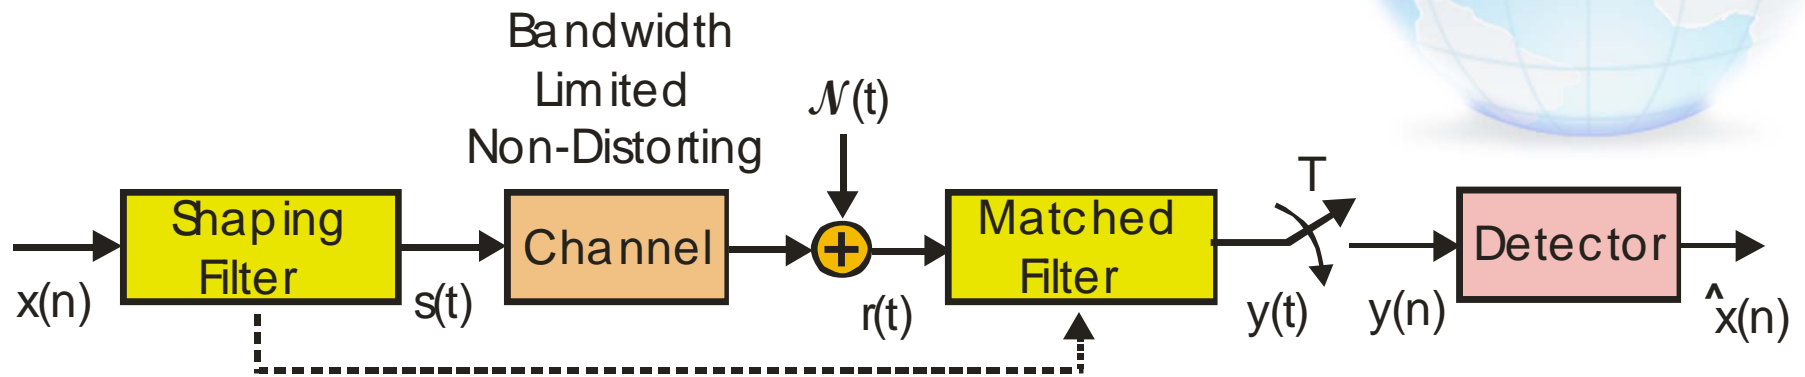 Bandwidth
Limited
Non-Distorting
𝒩(t)
T
Shaping
Filter
Channel
+
Matched
Filter
Detector
x(n)
s(t)
r(t)
y(t)
y(n)
x̂(n)